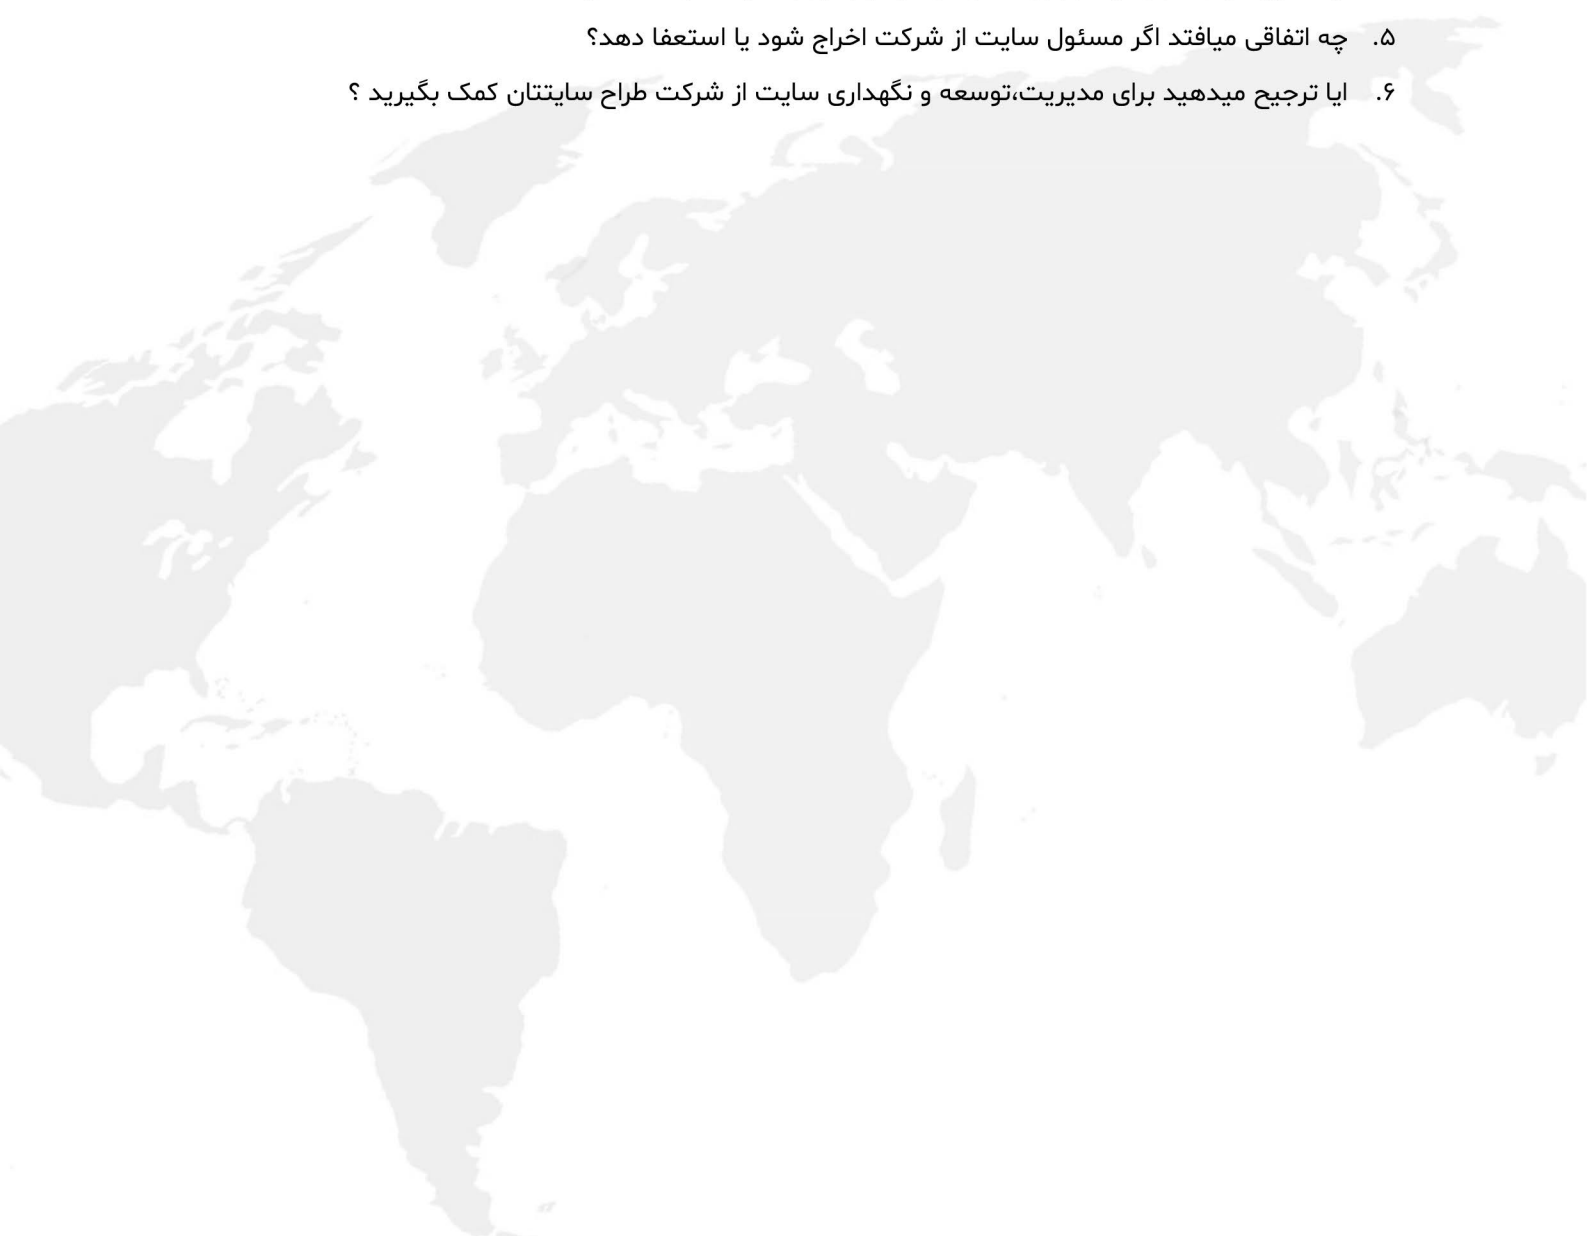 ۵. چه اتفاقی میافتد اگر مسئول سایت از شرکت اخراج شود یا استعفا دهد؟
۶. ایا ترجیح میدهید برای مدیریت،توسعه و نگهداری سایت از شرکت طراح سایتتان کمک بگیرید ؟